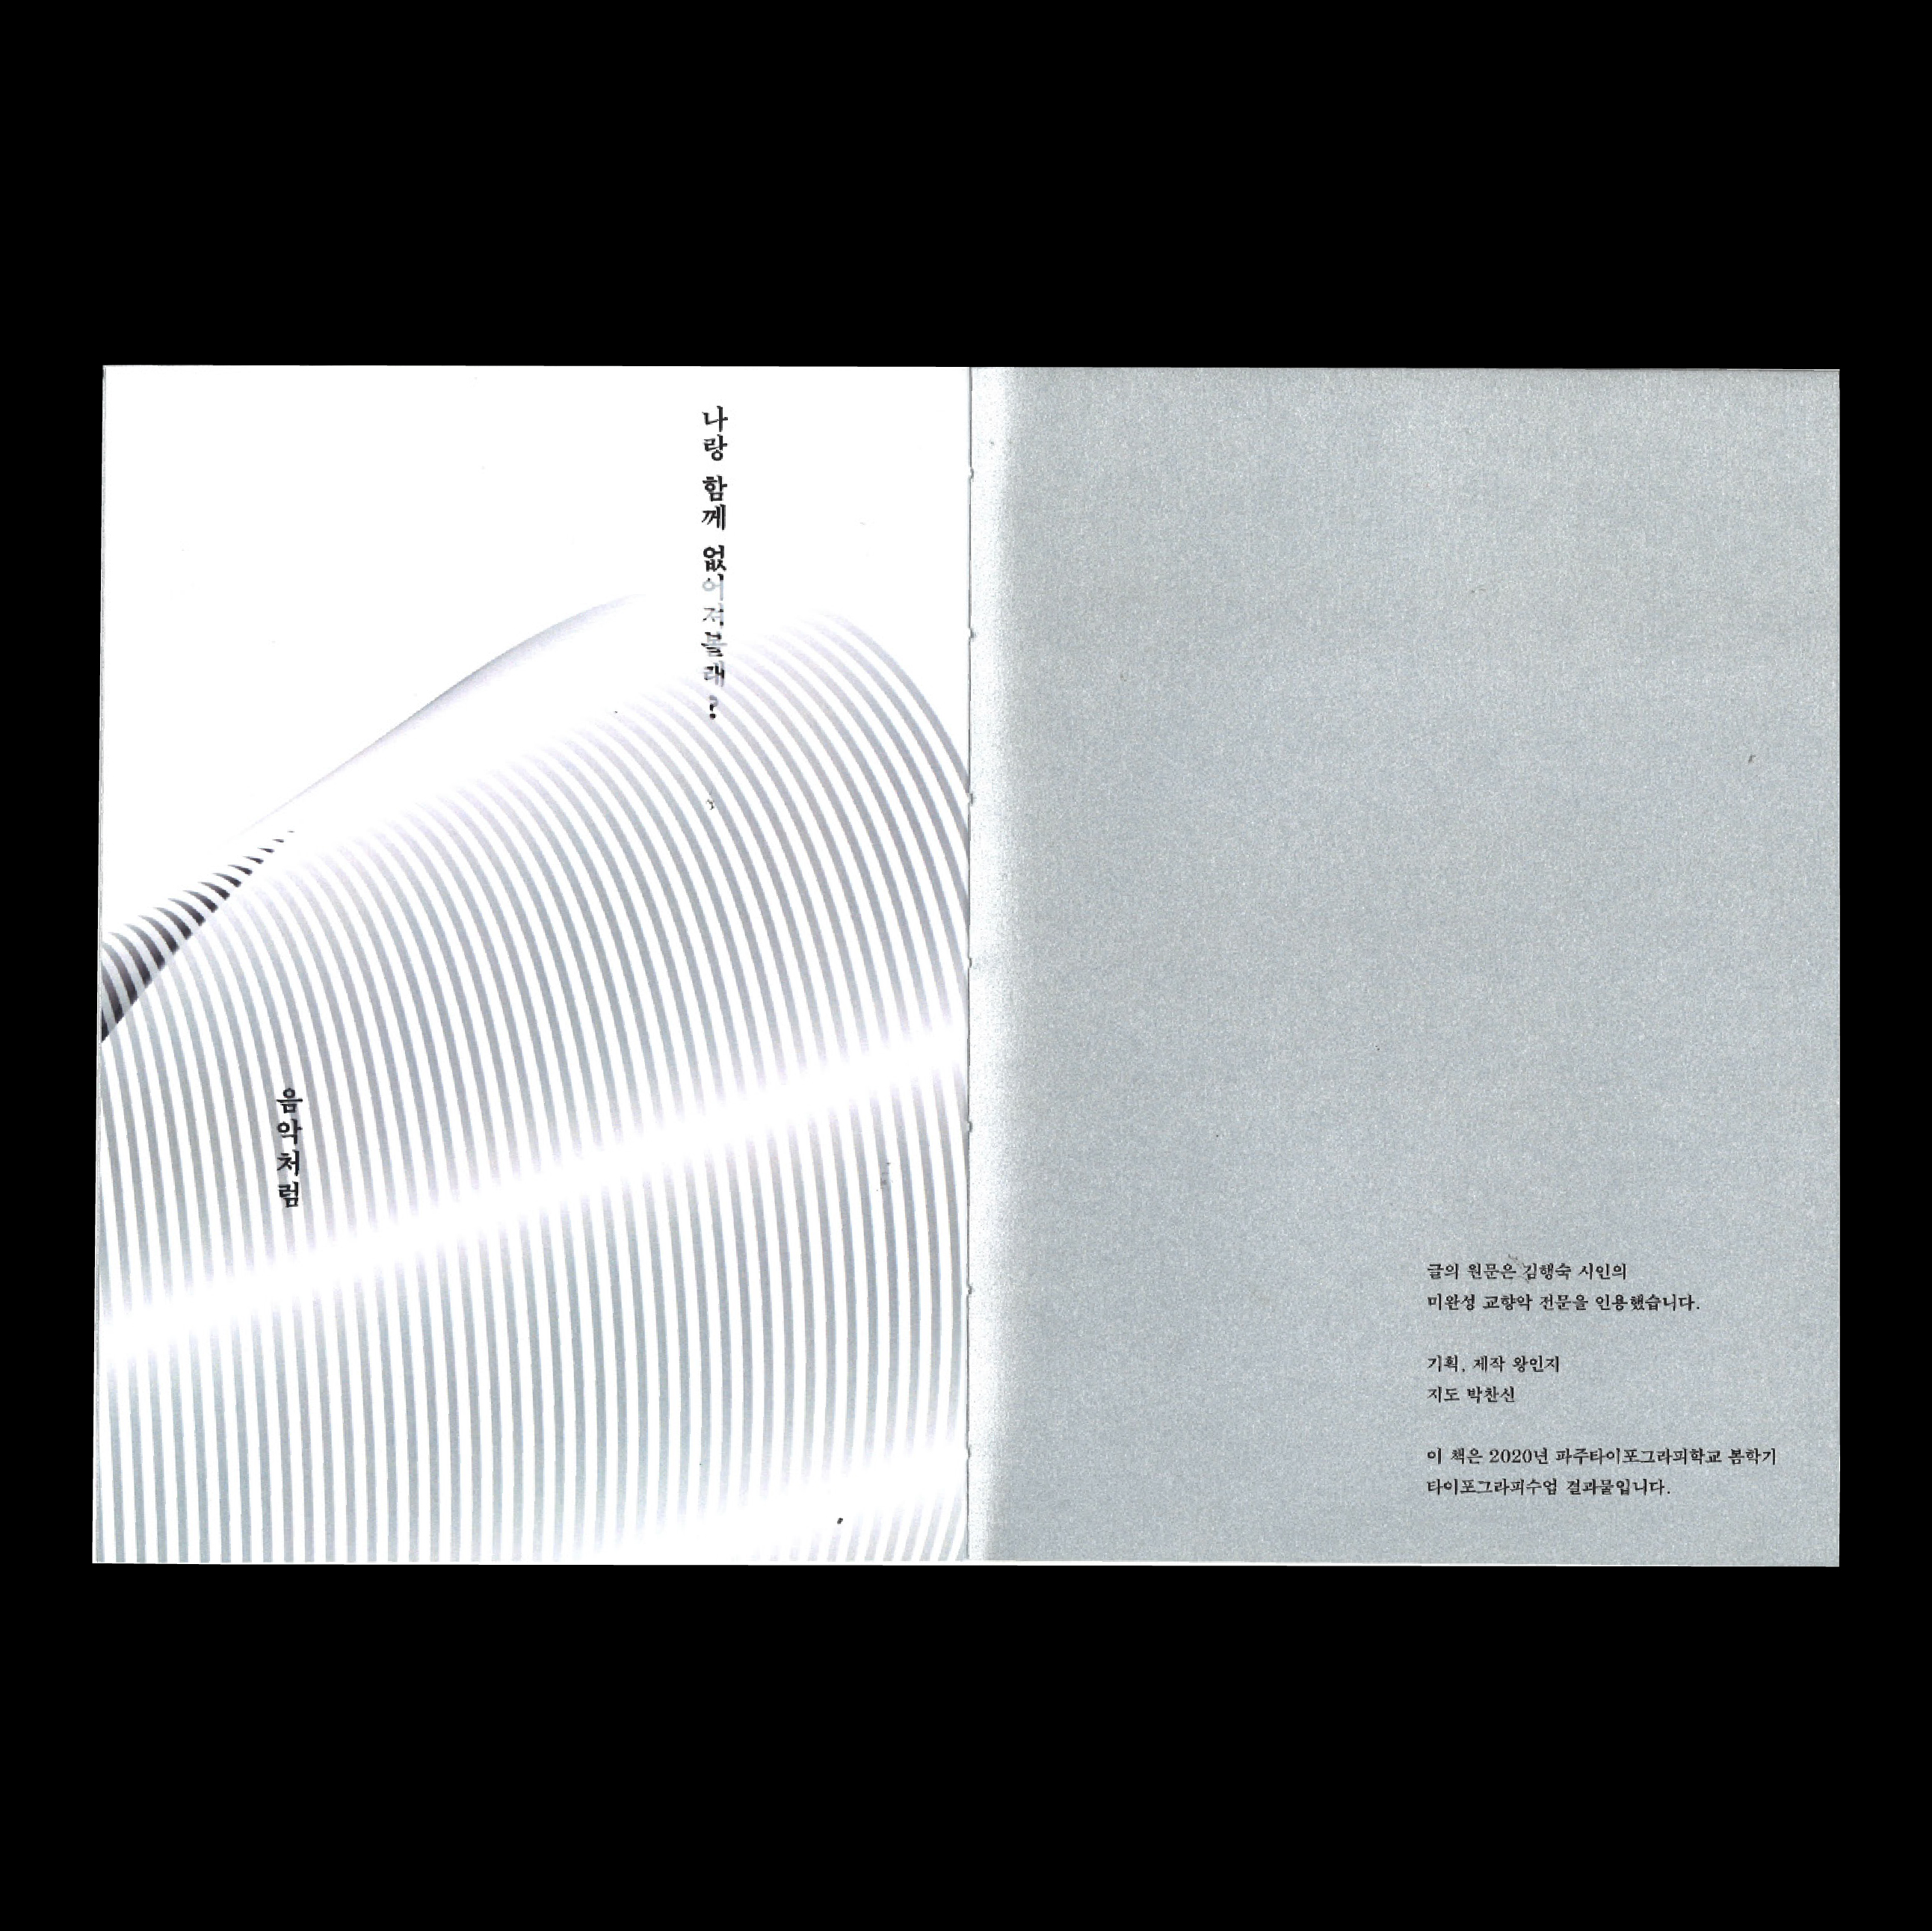 나랑 함께 없어져볼래?
음악처럼
글의 원문은 김행숙 시인의
미완성 교향악 전문을 인용했습니다.
기획, 제작 왕인지
지도 박찬신
이 책은 2020년 파주타이포그라피학교 봄학기
타이포그라피수업 결과물입니다.